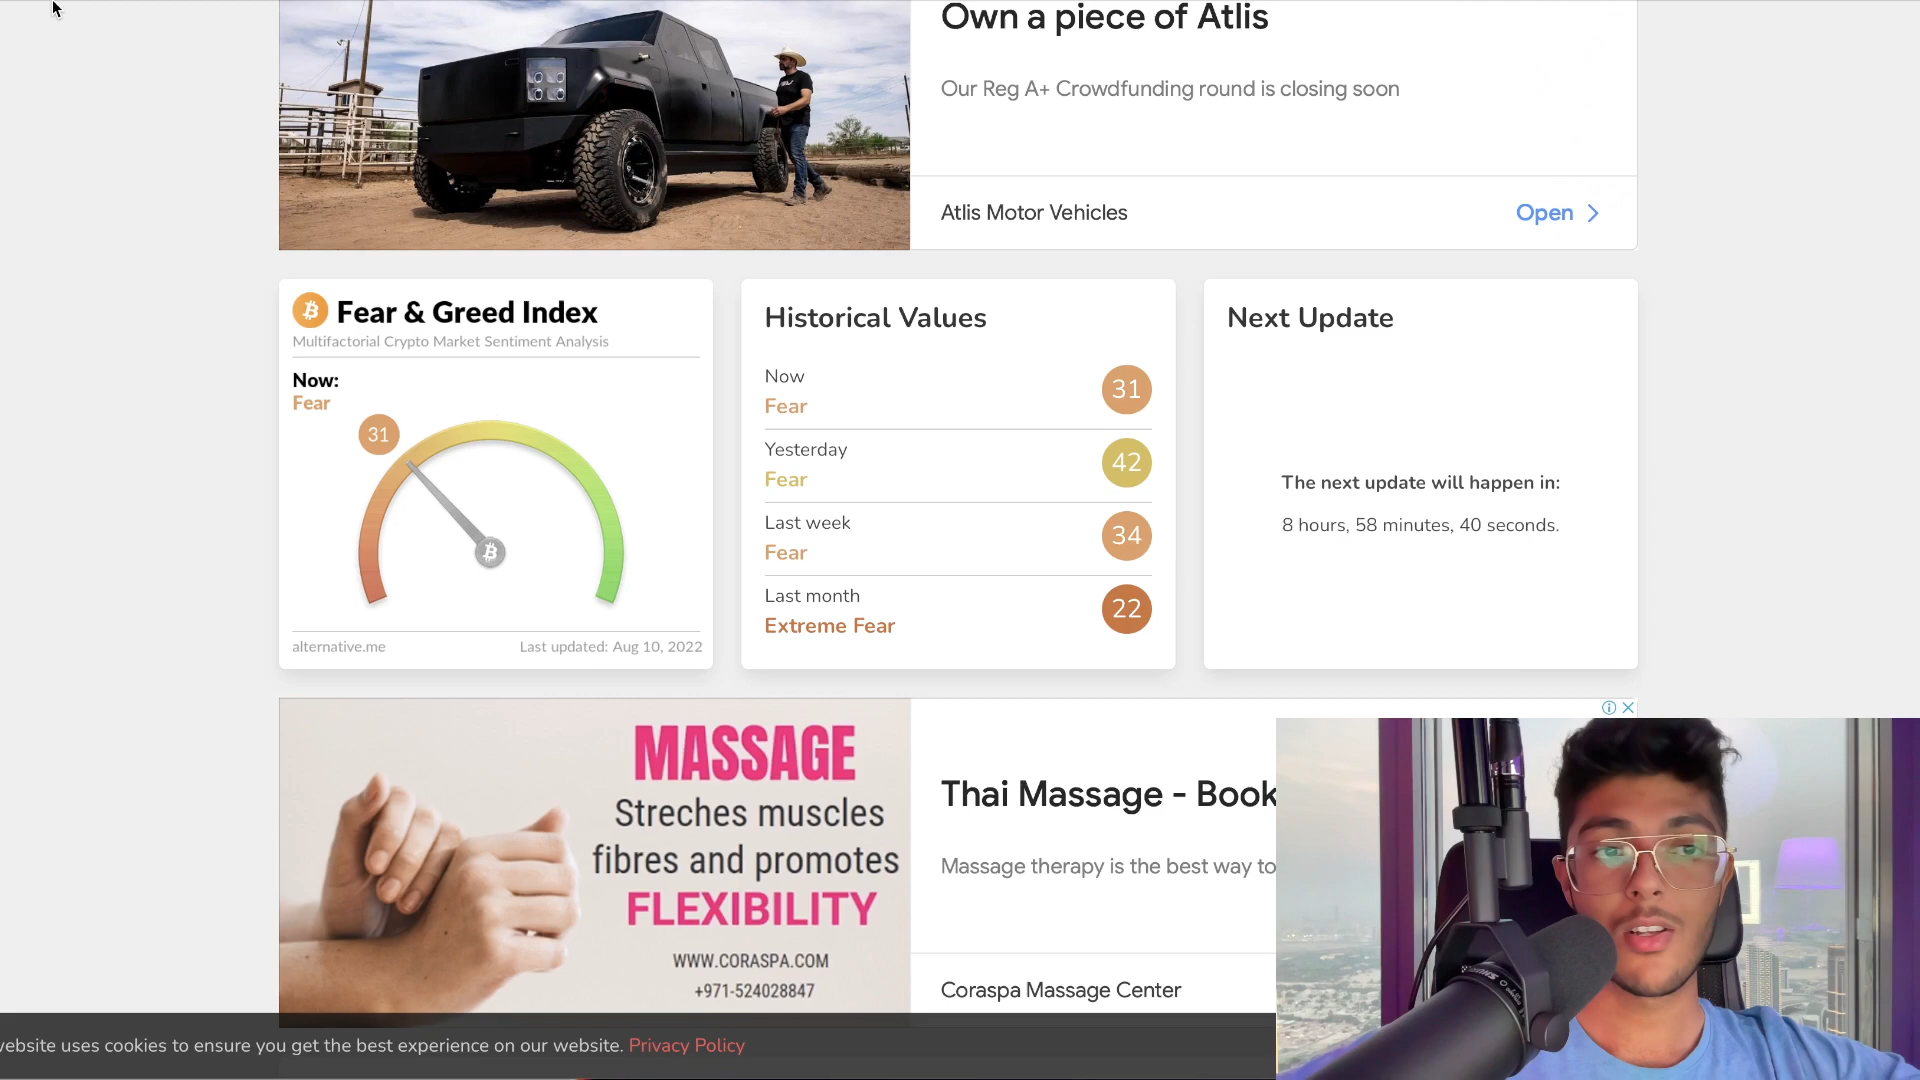 Own a piece of Atlis
Our Reg A+ Crowdfunding round is closing soon
Atlis Motor Vehicles
Open
Fear & Greed Index
Multifactorial Crypto Market Sentiment Analysis
Now:
Fear
31
alternative.me
Last updated: Aug 10, 2022
Historical Values
Now
Fear
31
Yesterday
Fear
42
Last week
Fear
34
Last month
Extreme Fear
22
Next Update
The next update will happen in:
8 hours, 58 minutes, 40 seconds.
MASSAGE
Streches muscles
fibres and promotes
FLEXIBILITY
WWW.CORASPA.COM
+971-524028847
Thai Massage - Book
Massage therapy is the best way to
Coraspa Massage Center
SHURE
ebsite uses cookies to ensure you get the best experience on our website. Privacy Policy